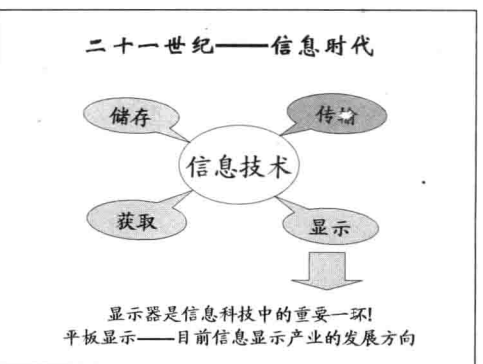 二十一世纪——信息时代
储存
传输
信息技术
获取
显示
显示器是信息科技中的重要一环!
平板显示——目前信息显示产业的发展方向